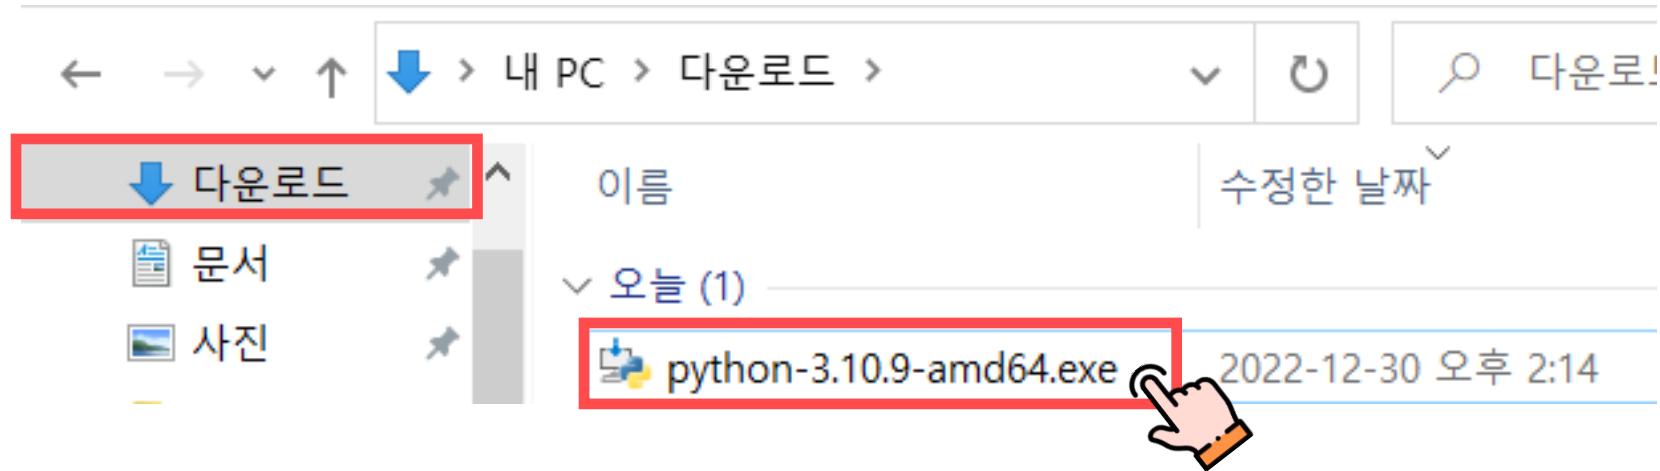 내 PC 다운로드
다운로드
다운로드
문서
사진
이름 수정한 날짜
오늘 (1)
python-3.10.9-amd64.exe 2022-12-30 오후 2:14